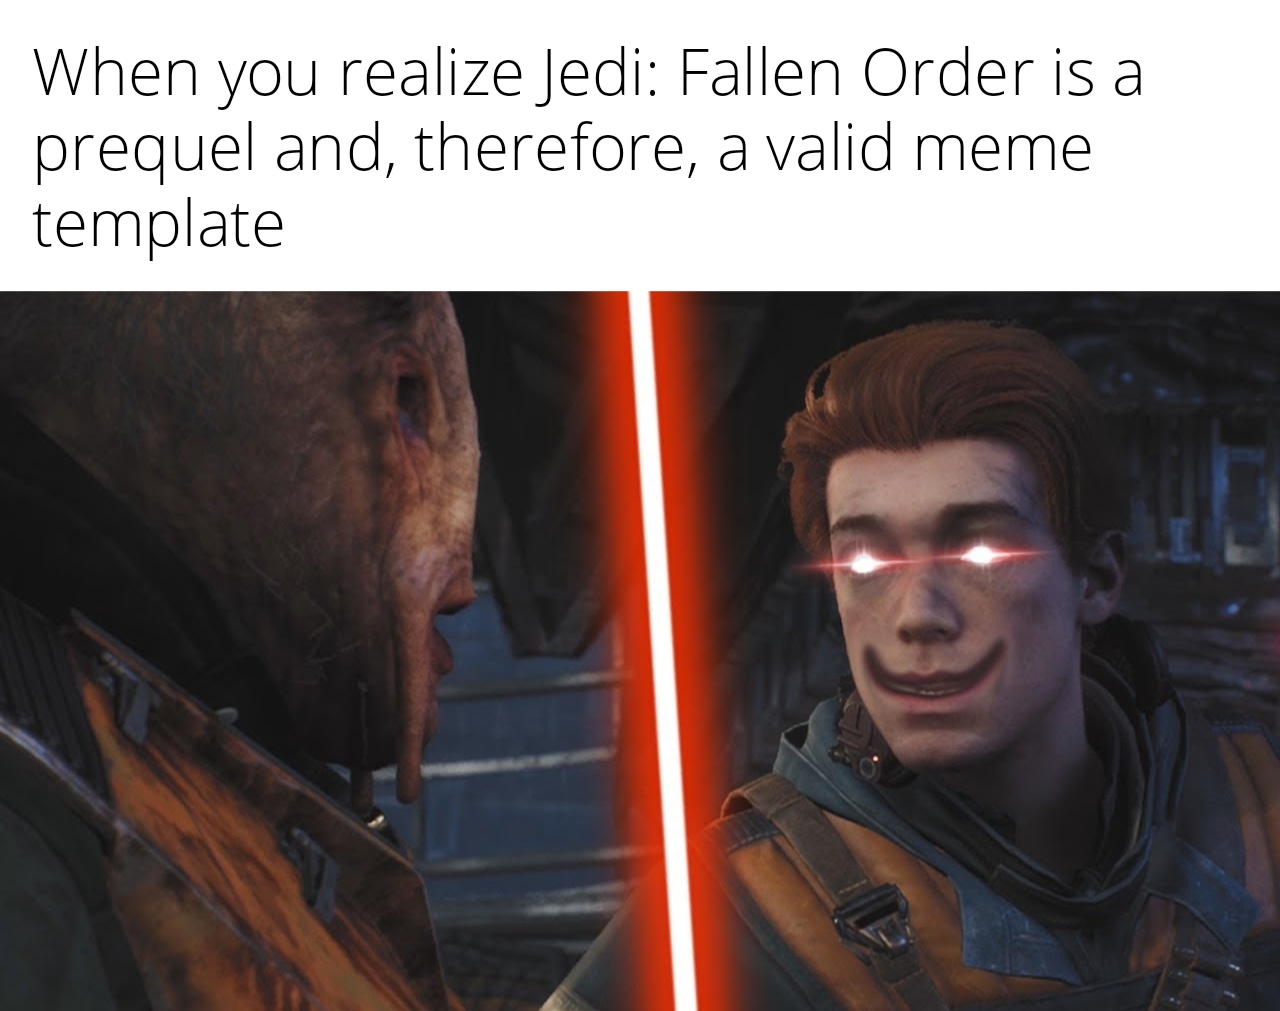 When you realize Jedi: Fallen Order is a
prequel and, therefore, a valid meme
template